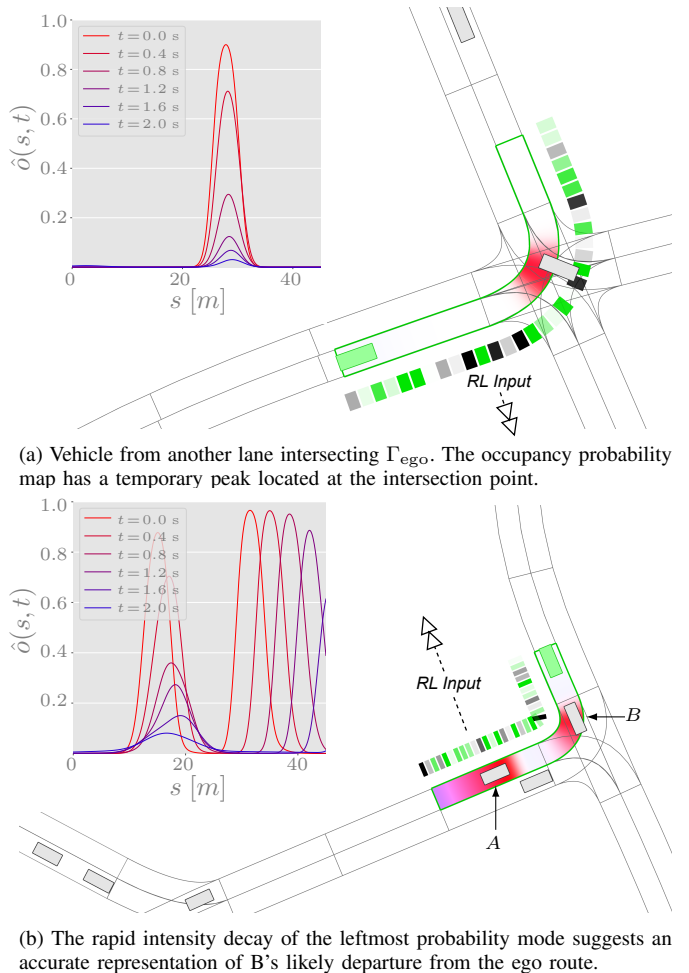 1.0
0.8
0.6
0.4
0.2
ô(s, t)
t = 0.0 s
t = 0.4 s
t = 0.8 s
t = 1.2 s
t = 1.6 s
t = 2.0 s
0 20 40
s [m]
RL Input
(a) Vehicle from another lane intersecting Γego. The occupancy probability
map has a temporary peak located at the intersection point.
1.0
0.8
0.6
0.4
0.2
ô(s, t)
t = 0.0 s
t = 0.4 s
t = 0.8 s
t = 1.2 s
t = 1.6 s
t = 2.0 s
0 20 40
s [m]
RL Input
B
A
(b) The rapid intensity decay of the leftmost probability mode suggests an
accurate representation of B's likely departure from the ego route.